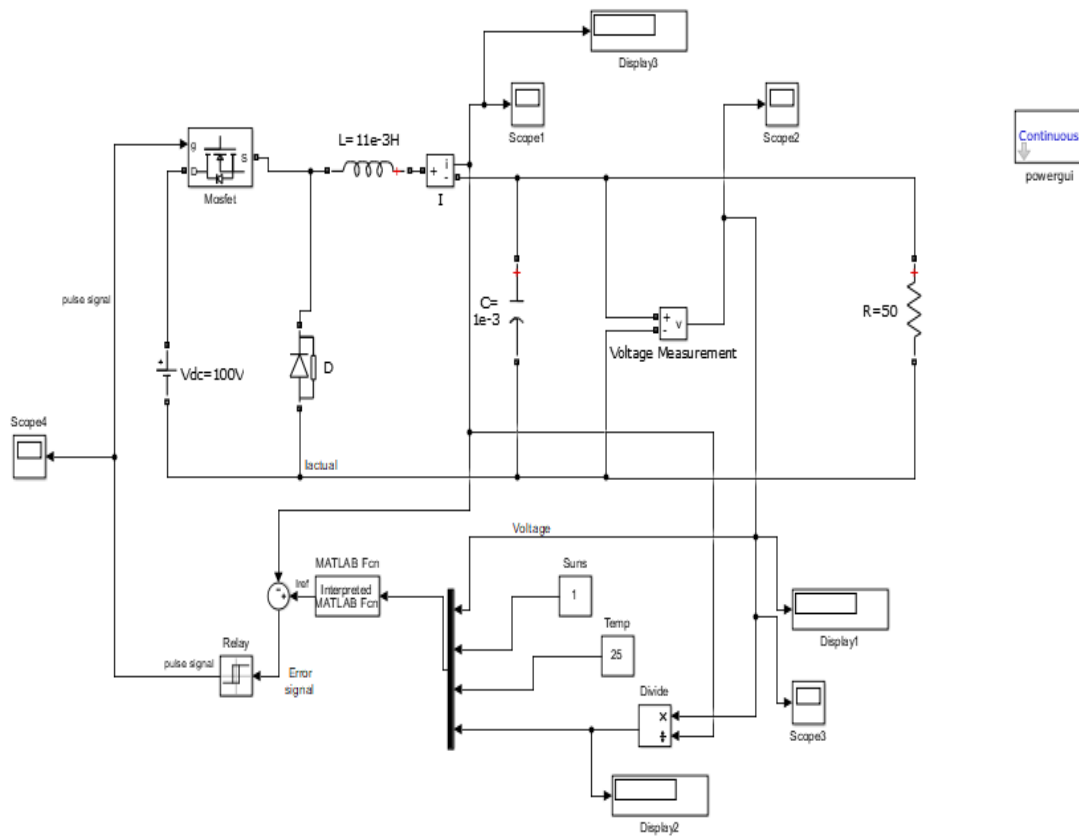 Display3
Scope1
Scope2
Continuous
powergui
L= 11e-3H
g
D
S
Mosfet
+
i
-
I
pulse signal
C=
1e-3
+
-
v
Voltage Measurement
R=50
Vdc=100V
+
D
Scope4
Iactual
Voltage
MATLAB Fcn
Interpreted
MATLAB Fcn
Iref
-
+
Suns
1
Temp
25
Display1
Relay
pulse signal
Error
signal
Divide
×
÷
Scope3
Display2